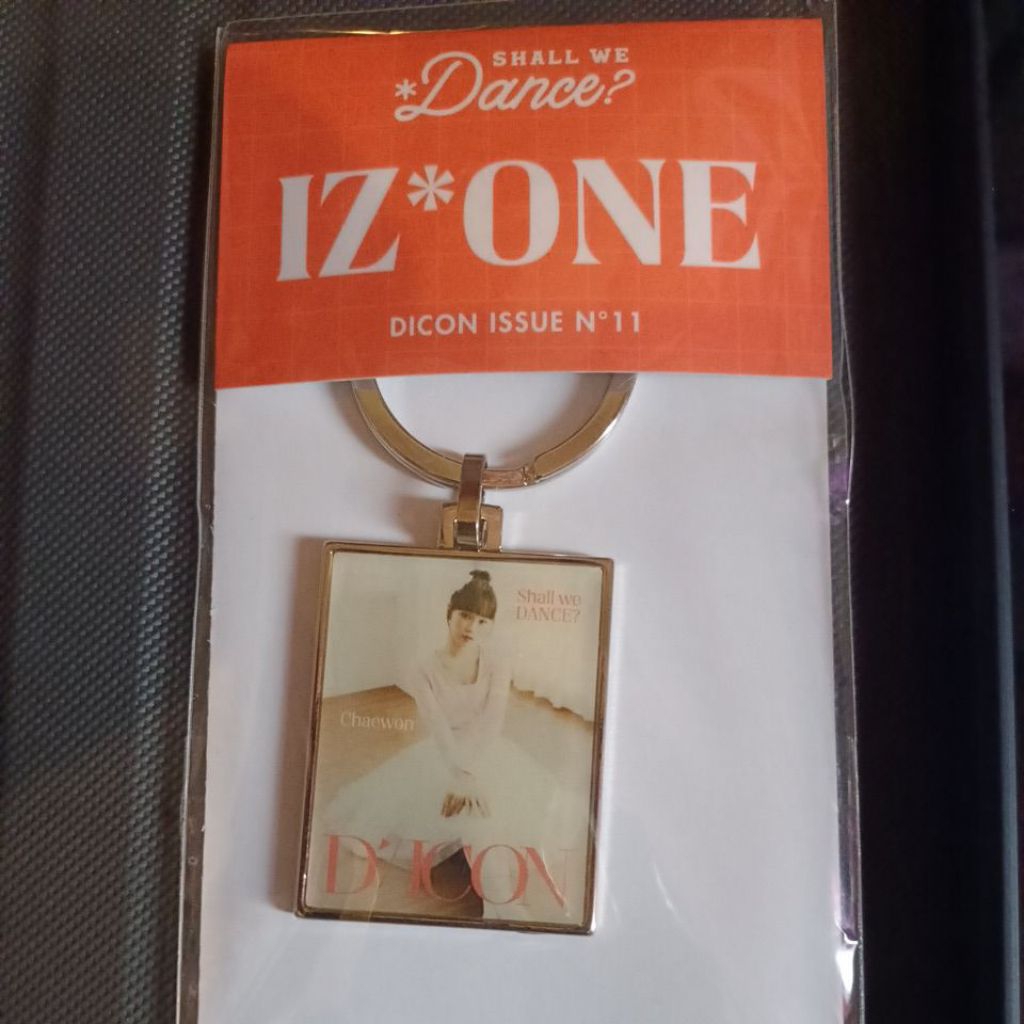 SHALL WE
*Dance?
IZ*ONE
DICON ISSUE N°11
Shall we
DANCE?
Chaewon
D'ICON